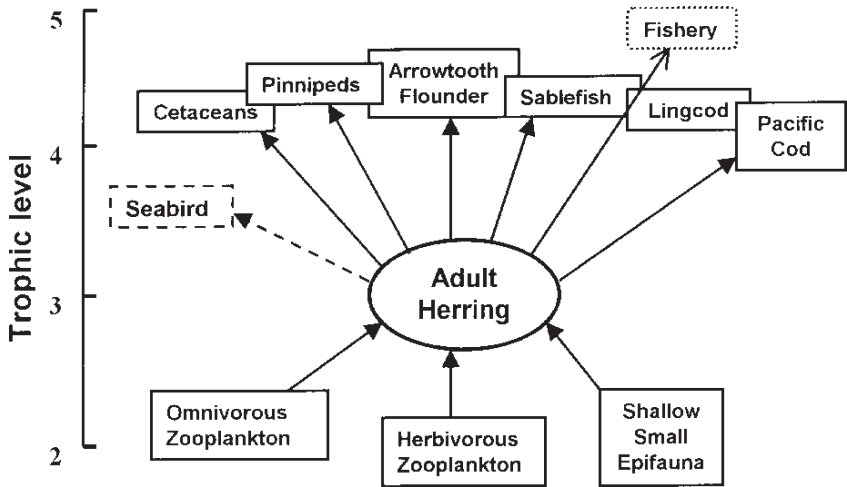 5
Fishery
Arrowtooth
Flounder
Pinnipeds
Sablefish
Cetaceans
Lingcod
Pacific
Cod
4
Seabird
Trophic level
Adult
Herring
3
Omnivorous
Zooplankton
Herbivorous
Zooplankton
Shallow
Small
Epifauna
2